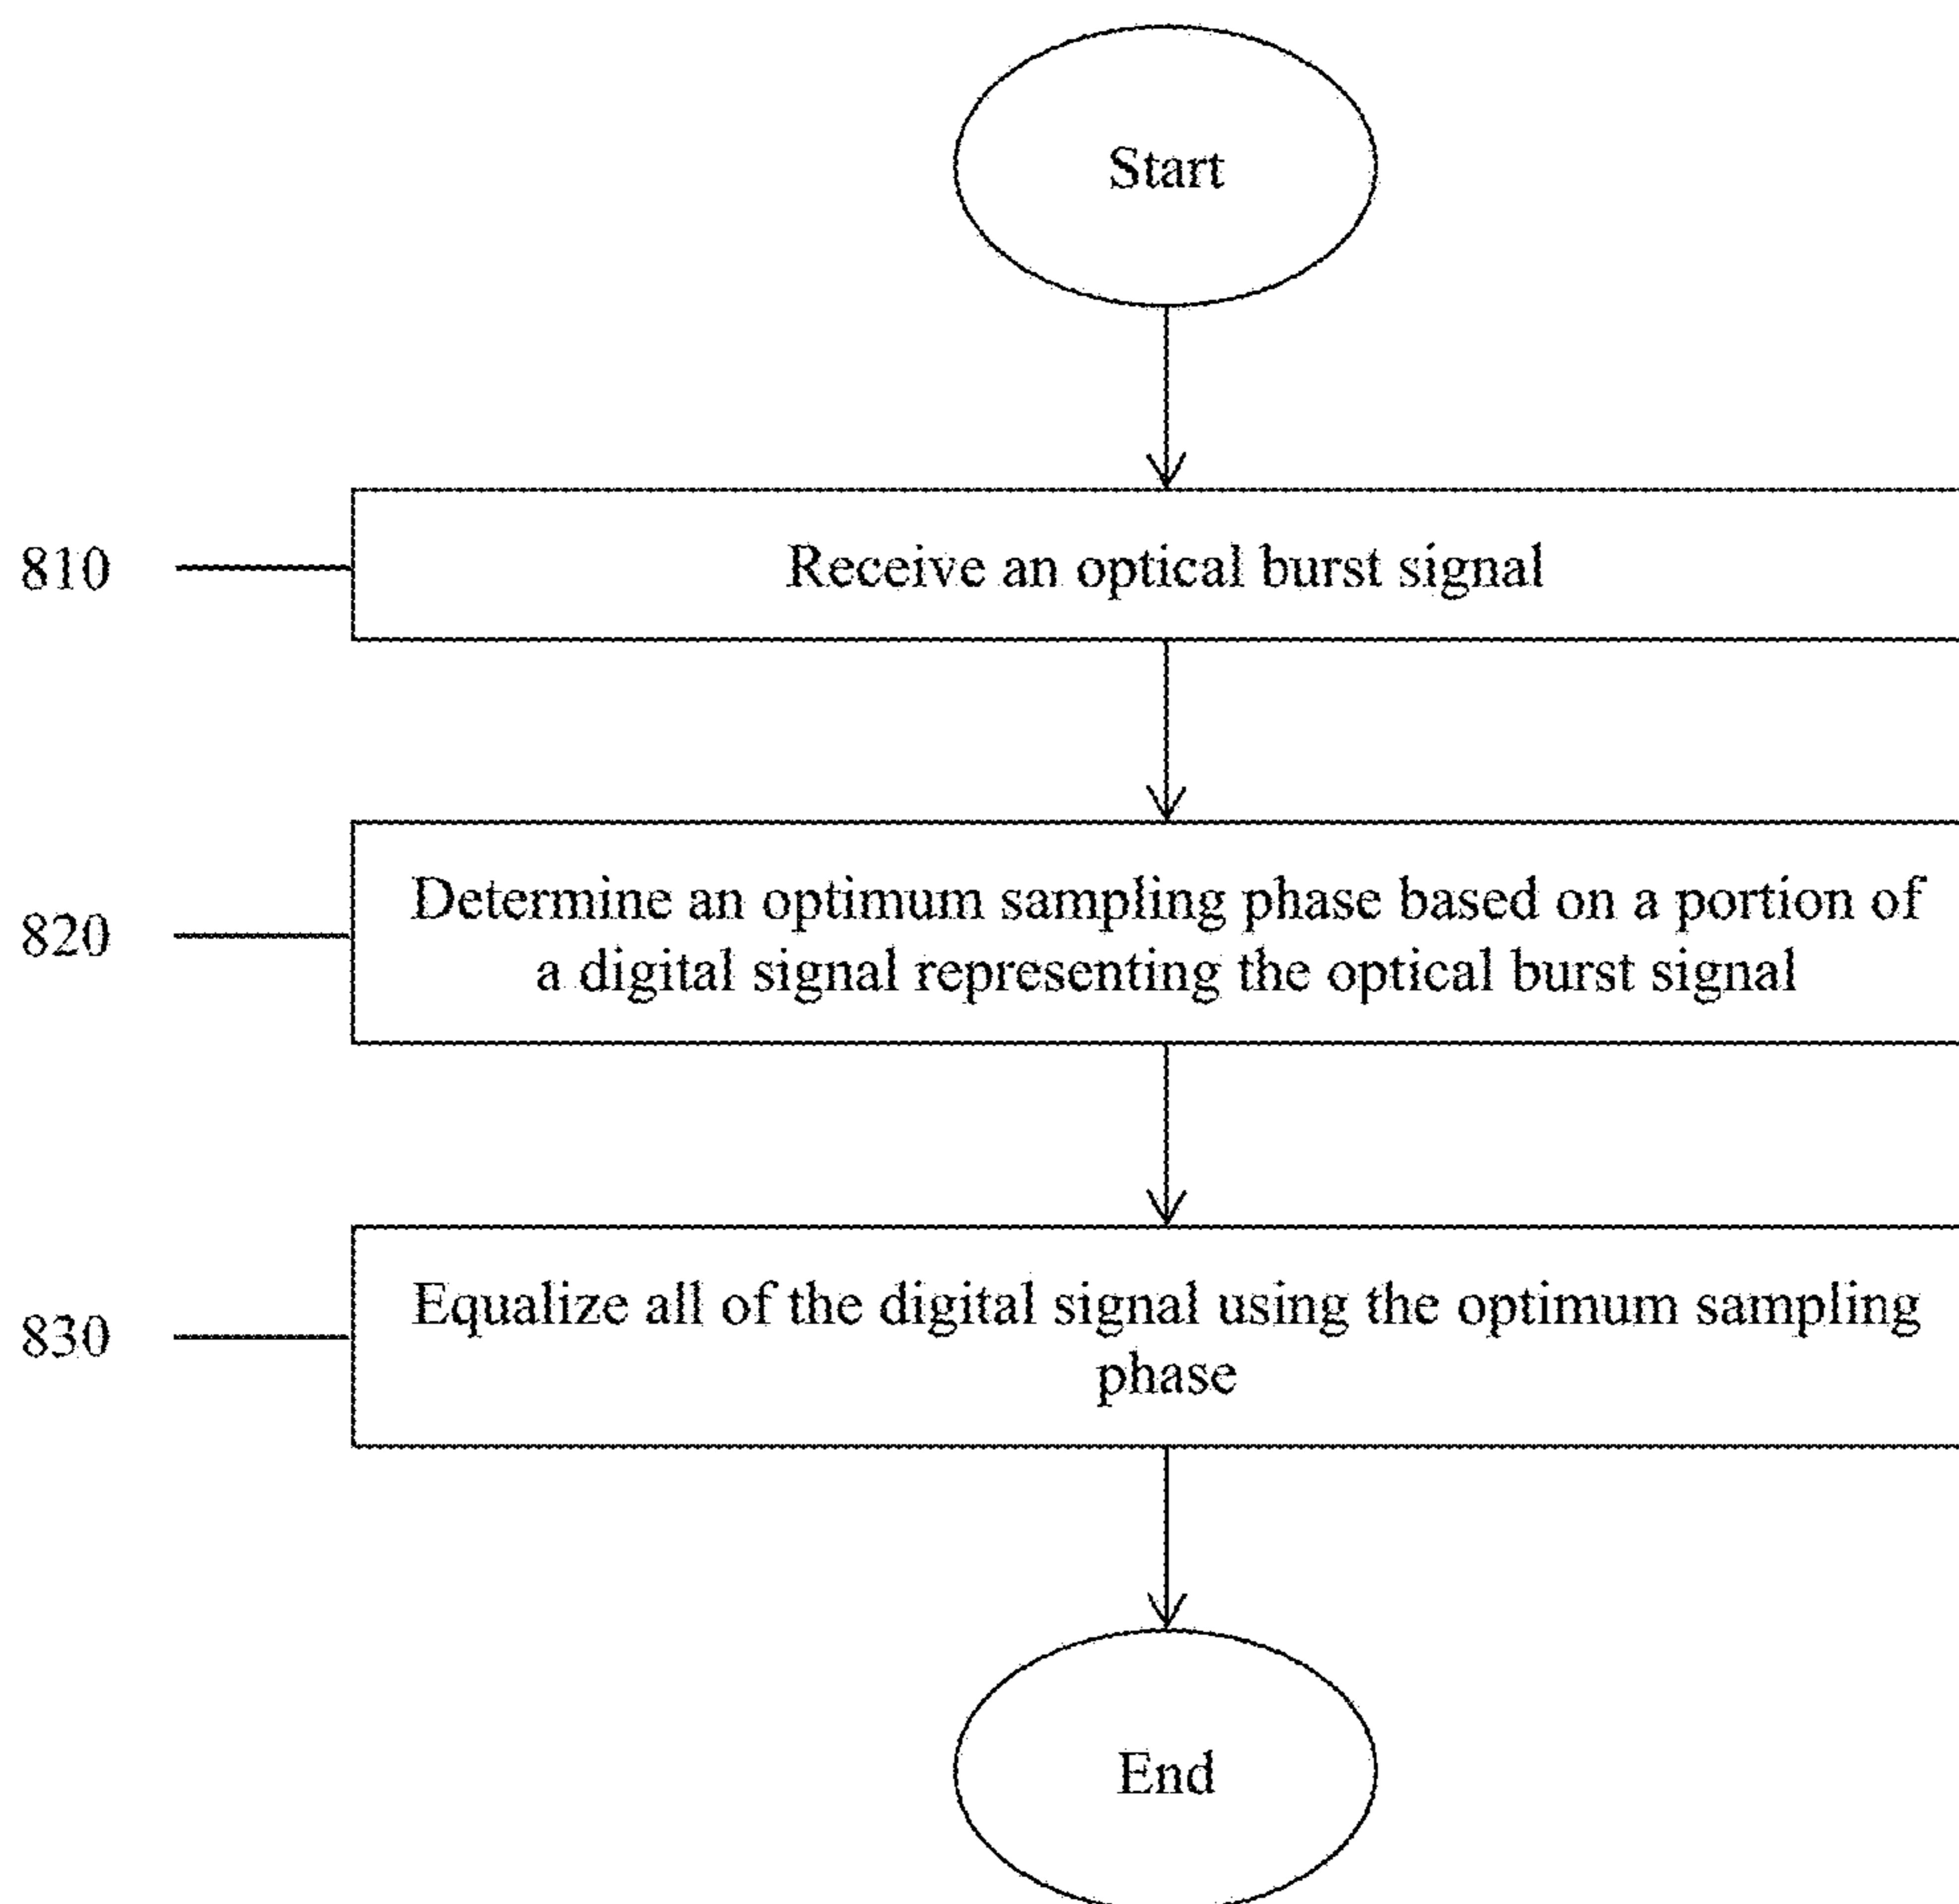 Start
810
Receive an optical burst signal
820
Determine an optimum sampling phase based on a portion of
a digital signal representing the optical burst signal
830
Equalize all of the digital signal using the optimum sampling
phase
End